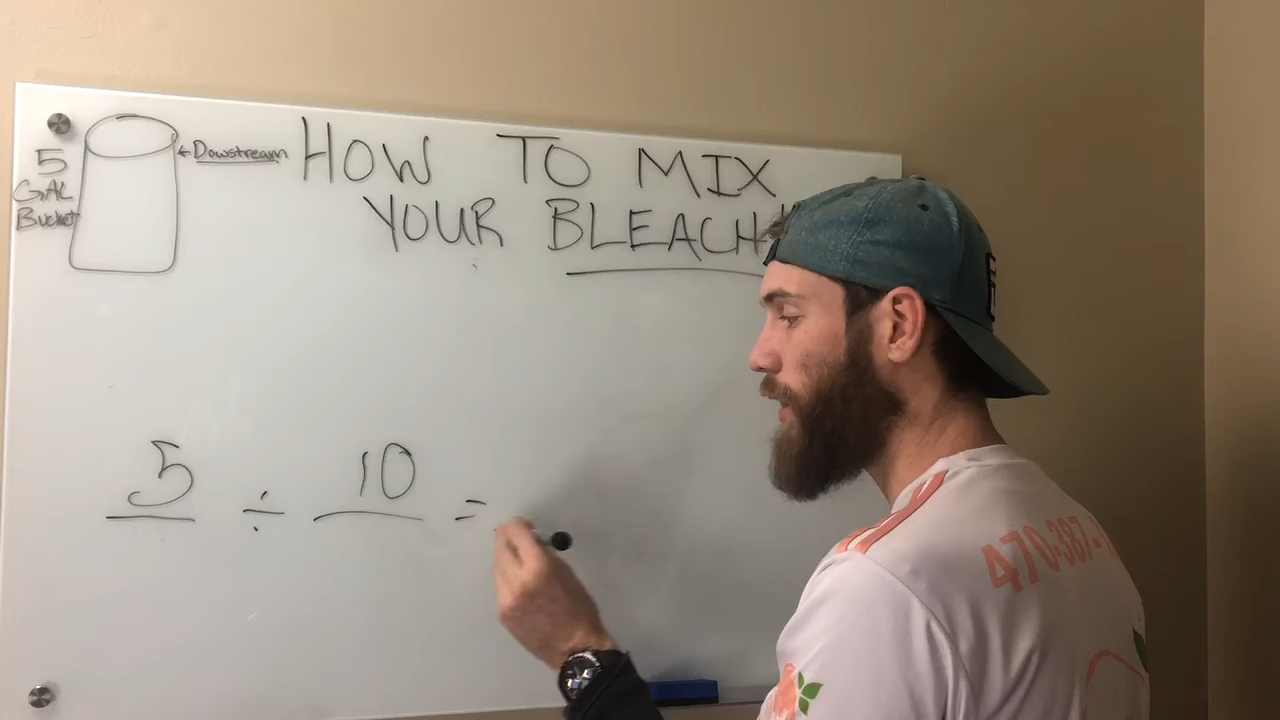 HOW TO MIX
YOUR BLEACH
5
GAL
Bucket
Dowstream
5 ÷ 10 =
470-387-